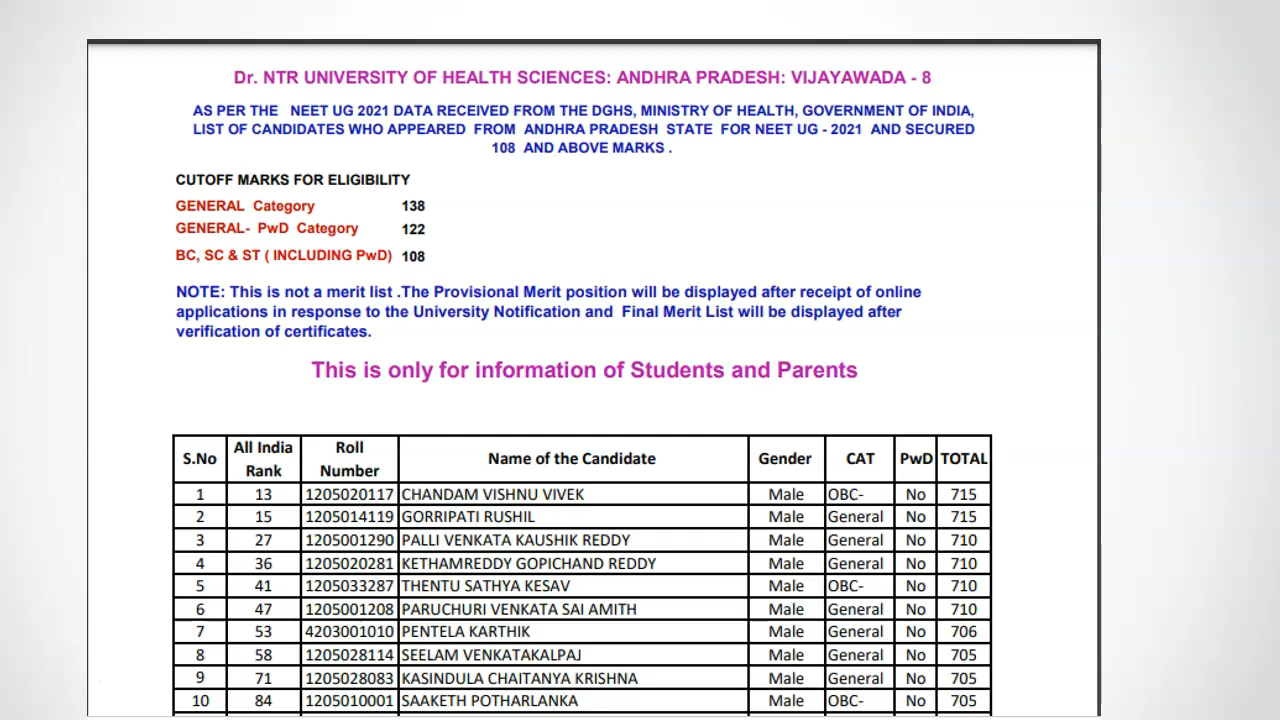 Dr. NTR UNIVERSITY OF HEALTH SCIENCES: ANDHRA PRADESH: VIJAYAWADA - 8
AS PER THE NEET UG 2021 DATA RECEIVED FROM THE DGHS, MINISTRY OF HEALTH, GOVERNMENT OF INDIA,
LIST OF CANDIDATES WHO APPEARED FROM ANDHRA PRADESH STATE FOR NEET UG - 2021 AND SECURED
108 AND ABOVE MARKS .
CUTOFF MARKS FOR ELIGIBILITY
GENERAL Category 138
GENERAL- PwD Category 122
BC, SC & ST ( INCLUDING PwD) 108
NOTE: This is not a merit list .The Provisional Merit position will be displayed after receipt of online
applications in response to the University Notification and Final Merit List will be displayed after
verification of certificates.
This is only for information of Students and Parents
S.No All India Rank Roll Number Name of the Candidate Gender CAT PwD TOTAL
1 13 1205020117 CHANDAM VISHNU VIVEK Male OBC- No 715
2 15 1205014119 GORRIPATI RUSHIL Male General No 715
3 27 1205001290 PALLI VENKATA KAUSHIK REDDY Male General No 710
4 36 1205020281 KETHAMREDDY GOPICHAND REDDY Male General No 710
5 41 1205033287 THENTU SATHYA KESAV Male OBC- No 710
6 47 1205001208 PARUCHURI VENKATA SAI AMITH Male General No 710
7 53 4203001010 PENTELA KARTHIK Male General No 706
8 58 1205028114 SEELAM VENKATAKALPAJ Male General No 705
9 71 1205028083 KASINDULA CHAITANYA KRISHNA Male General No 705
10 84 1205010001 SAAKETH POTHARLANKA Male OBC- No 705